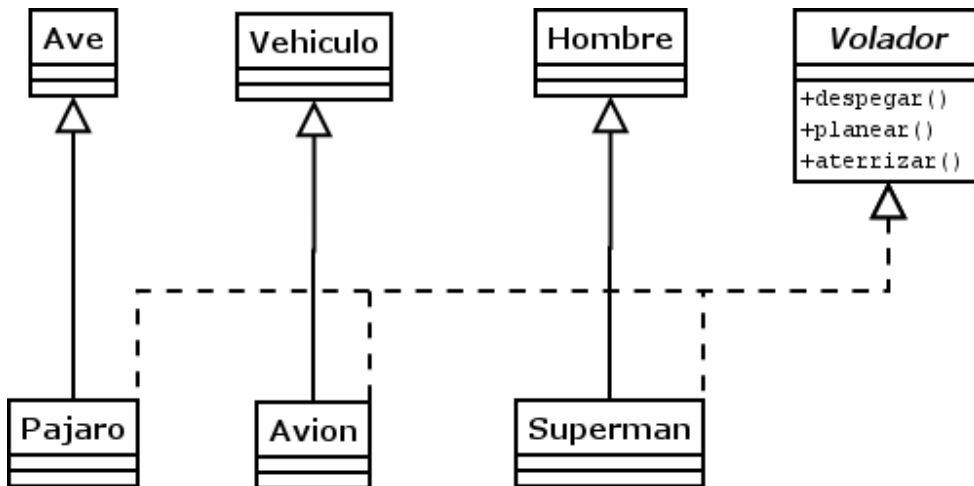 Ave
Vehiculo
Hombre
Volador
+despegar()
+planear()
+aterrizar()
Pajaro
Avion
Superman